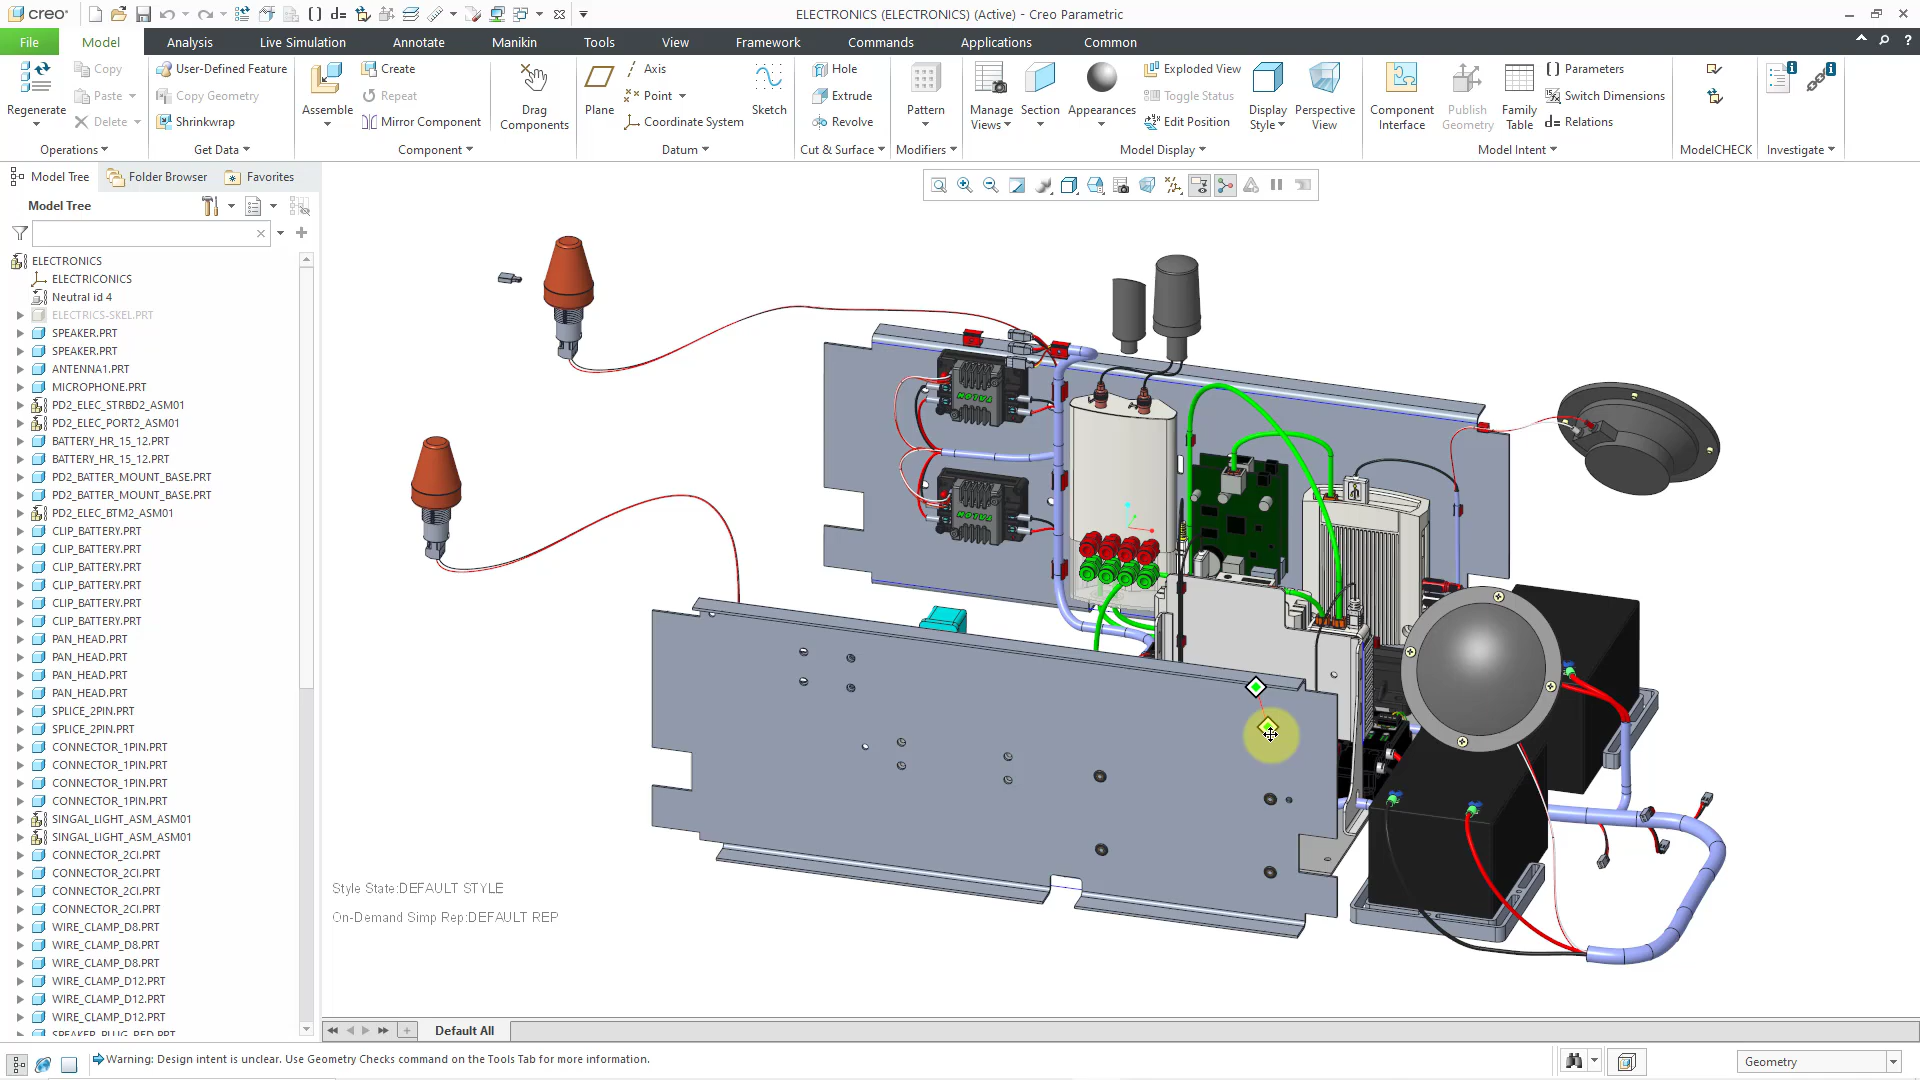 creo
ELECTRONICS (ELECTRONICS) (Active) - Creo Parametric
File Model Analysis Live Simulation Annotate Manikin Tools View Framework Commands Applications Common
Regenerate
Copy
Paste
Delete
Operations
User-Defined Feature
Copy Geometry
Shrinkwrap
Get Data
Assemble
Create
Repeat
Mirror Component
Component
Drag Components
Plane
Axis
Point
Coordinate System
Sketch
Datum
Hole
Extrude
Revolve
Cut & Surface
Pattern
Modifiers
Manage Views
Section
Appearances
Exploded View
Toggle Status
Edit Position
Display Style
Perspective View
Model Display
Component Interface
Publish Geometry
Family Table
Parameters
Switch Dimensions
d= Relations
Model Intent
ModelCHECK
Investigate
Model Tree Folder Browser Favorites
Model Tree
ELECTRONICS
ELECTRICONICS
Neutral id 4
ELECTRICS-SKEL.PRT
SPEAKER.PRT
SPEAKER.PRT
ANTENNA1.PRT
MICROPHONE.PRT
PD2_ELEC_STRBD2_ASM01
PD2_ELEC_PORT2_ASM01
BATTERY_HR_15_12.PRT
BATTERY_HR_15_12.PRT
PD2_BATTER_MOUNT_BASE.PRT
PD2_BATTER_MOUNT_BASE.PRT
PD2_ELEC_BTM2_ASM01
CLIP_BATTERY.PRT
CLIP_BATTERY.PRT
CLIP_BATTERY.PRT
CLIP_BATTERY.PRT
CLIP_BATTERY.PRT
CLIP_BATTERY.PRT
PAN_HEAD.PRT
PAN_HEAD.PRT
PAN_HEAD.PRT
PAN_HEAD.PRT
SPLICE_2PIN.PRT
SPLICE_2PIN.PRT
CONNECTOR_1PIN.PRT
CONNECTOR_1PIN.PRT
CONNECTOR_1PIN.PRT
CONNECTOR_1PIN.PRT
SINGAL_LIGHT_ASM_ASM01
SINGAL_LIGHT_ASM_ASM01
CONNECTOR_2CI.PRT
CONNECTOR_2CI.PRT
CONNECTOR_2CI.PRT
CONNECTOR_2CI.PRT
WIRE_CLAMP_D8.PRT
WIRE_CLAMP_D8.PRT
WIRE_CLAMP_D8.PRT
WIRE_CLAMP_D12.PRT
WIRE_CLAMP_D12.PRT
WIRE_CLAMP_D12.PRT
SPEAKER_PLUG_RED.PRT
Style State:DEFAULT STYLE
On-Demand Simp Rep:DEFAULT REP
Default All
Warning: Design intent is unclear. Use Geometry Checks command on the Tools Tab for more information.
Geometry